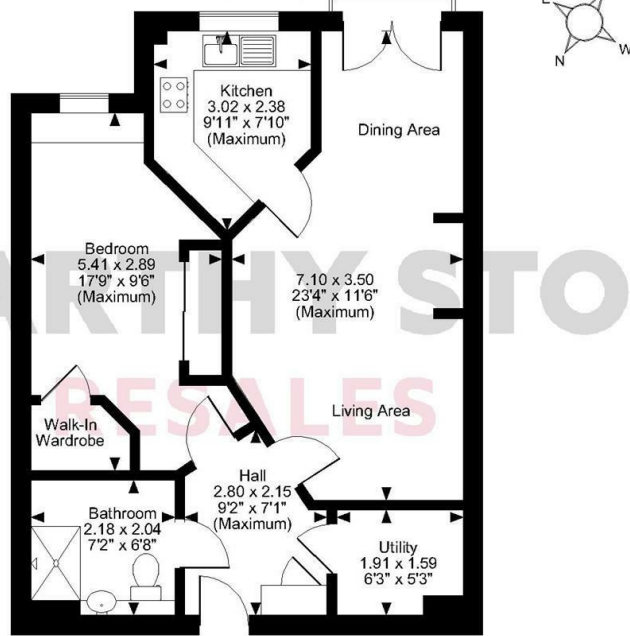 E
W
N
Kitchen
3.02 x 2.38
9'11" x 7'10"
(Maximum)
Dining Area
Bedroom
5.41 x 2.89
17'9" x 9'6"
(Maximum)
7.10 x 3.50
23'4" x 11'6"
(Maximum)
ARTHY STO
RESALES
Living Area
Walk-In
Wardrobe
Hall
2.80 x 2.15
9'2" x 7'1"
(Maximum)
Bathroom
2.18 x 2.04
7'2" x 6'8"
Utility
1.91 x 1.59
6'3" x 5'3"